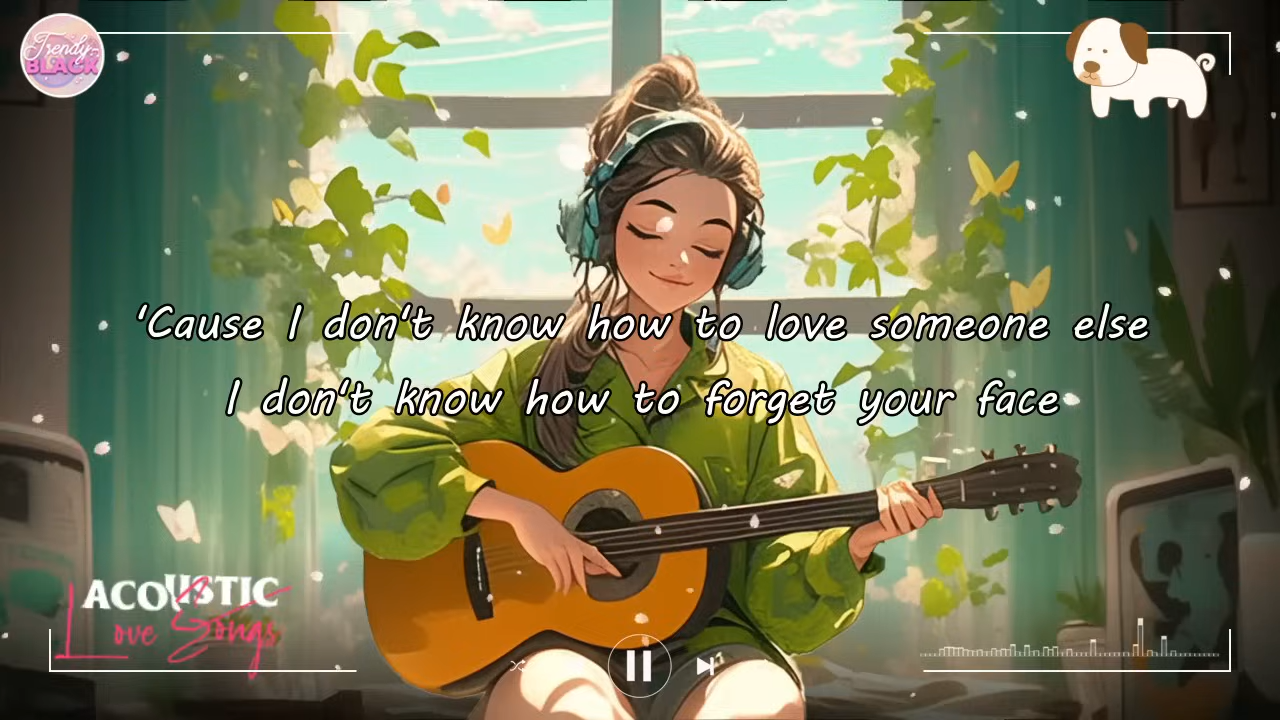 Trendy
BLACK
'Cause I don't know how to love someone else
I don't know how to forget your face
ACOUSTIC
Love Songs